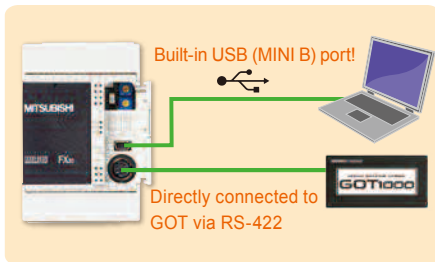 Built-in USB (MINI B) port!
MITSUBISHI
FX3G
Directly connected to
GOT via RS-422
GOT1000